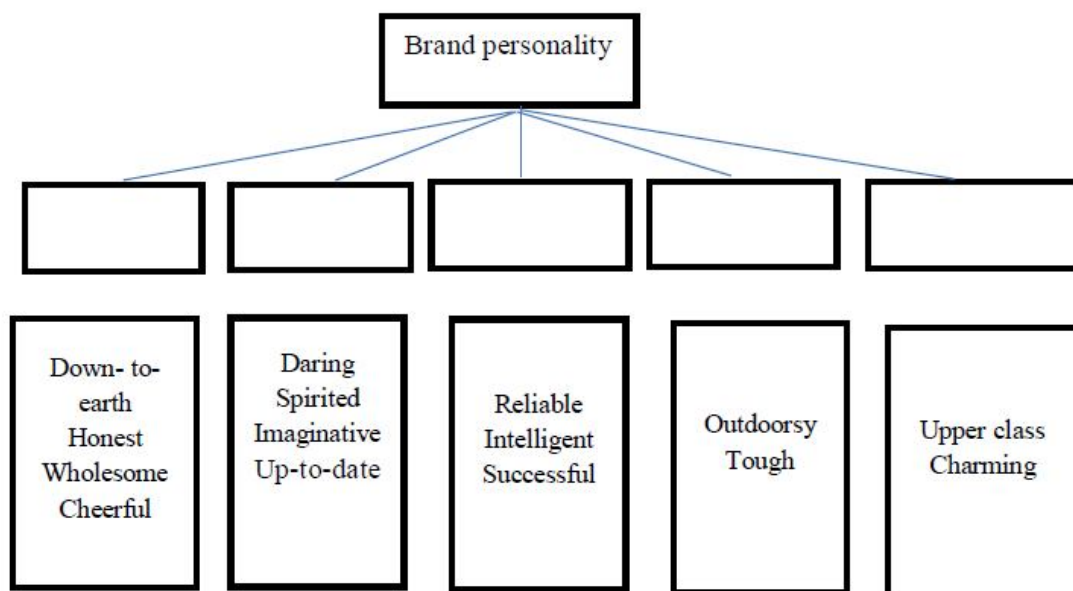 Brand personality
Down- to-
earth
Honest
Wholesome
Cheerful
Daring
Spirited
Imaginative
Up-to-date
Reliable
Intelligent
Successful
Outdoorsy
Tough
Upper class
Charming